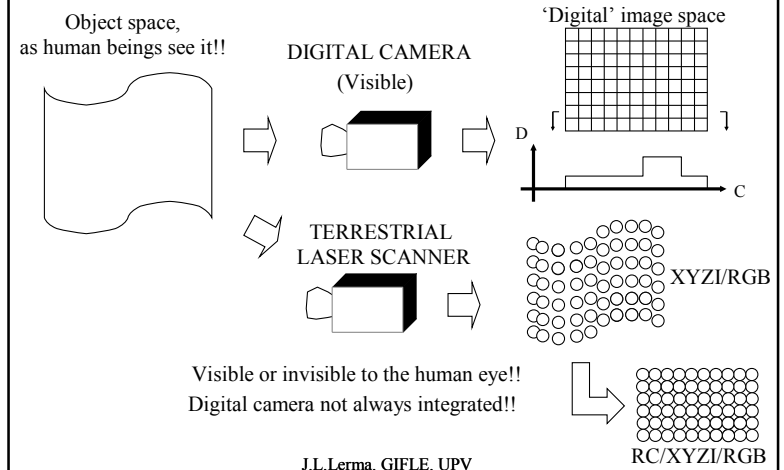 Object space,
as human beings see it!!
DIGITAL CAMERA
(Visible)
‘Digital’ image space
D
C
TERRESTRIAL
LASER SCANNER
XYZI/RGB
Visible or invisible to the human eye!!
Digital camera not always integrated!!
RC/XYZI/RGB
J.L.Lerma, GIFLE, UPV